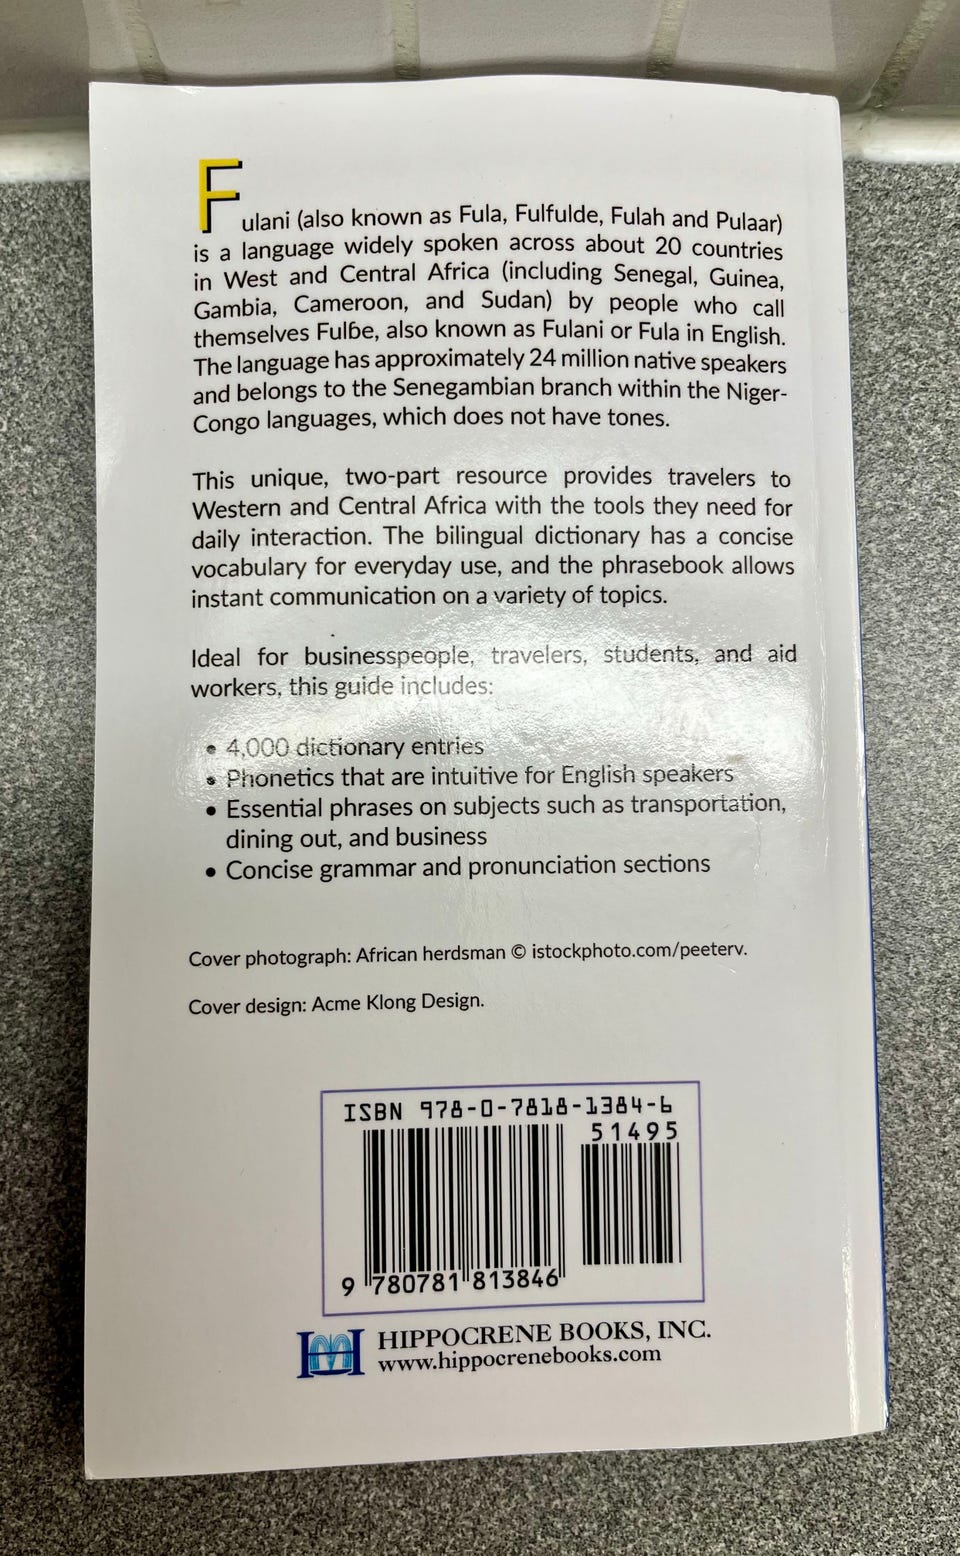 Fulani (also known as Fula, Fulfulde, Fulah and Pulaar)
is a language widely spoken across about 20 countries
in West and Central Africa (including Senegal, Guinea,
Gambia, Cameroon, and Sudan) by people who call
themselves Fulɓe, also known as Fulani or Fula in English.
The language has approximately 24 million native speakers
and belongs to the Senegambian branch within the Niger-
Congo languages, which does not have tones.
This unique, two-part resource provides travelers to
Western and Central Africa with the tools they need for
daily interaction. The bilingual dictionary has a concise
vocabulary for everyday use, and the phrasebook allows
instant communication on a variety of topics.
Ideal for businesspeople, travelers, students, and aid
workers, this guide includes:
• 4,000 dictionary entries
• Phonetics that are intuitive for English speakers
• Essential phrases on subjects such as transportation,
dining out, and business
• Concise grammar and pronunciation sections
Cover photograph: African herdsman © istockphoto.com/peeterv.
Cover design: Acme Klong Design.
ISBN 978-0-7818-1384-6
51495
9 780781 813846
HIPPOCRENE BOOKS, INC.
www.hippocrenebooks.com